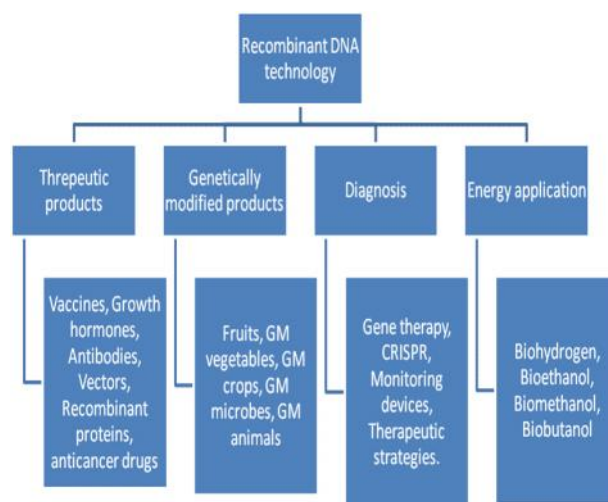 Recombinant DNA
technology
Threpeutic
products
Genetically
modified products
Diagnosis
Energy application
Vaccines, Growth
hormones,
Antibodies,
Vectors,
Recombinant
proteins,
anticancer drugs
Fruits, GM
vegetables, GM
crops, GM
microbes, GM
animals
Gene therapy,
CRISPR,
Monitoring
devices,
Therapeutic
strategies.
Biohydrogen,
Bioethanol,
Biomethanol,
Biobutanol